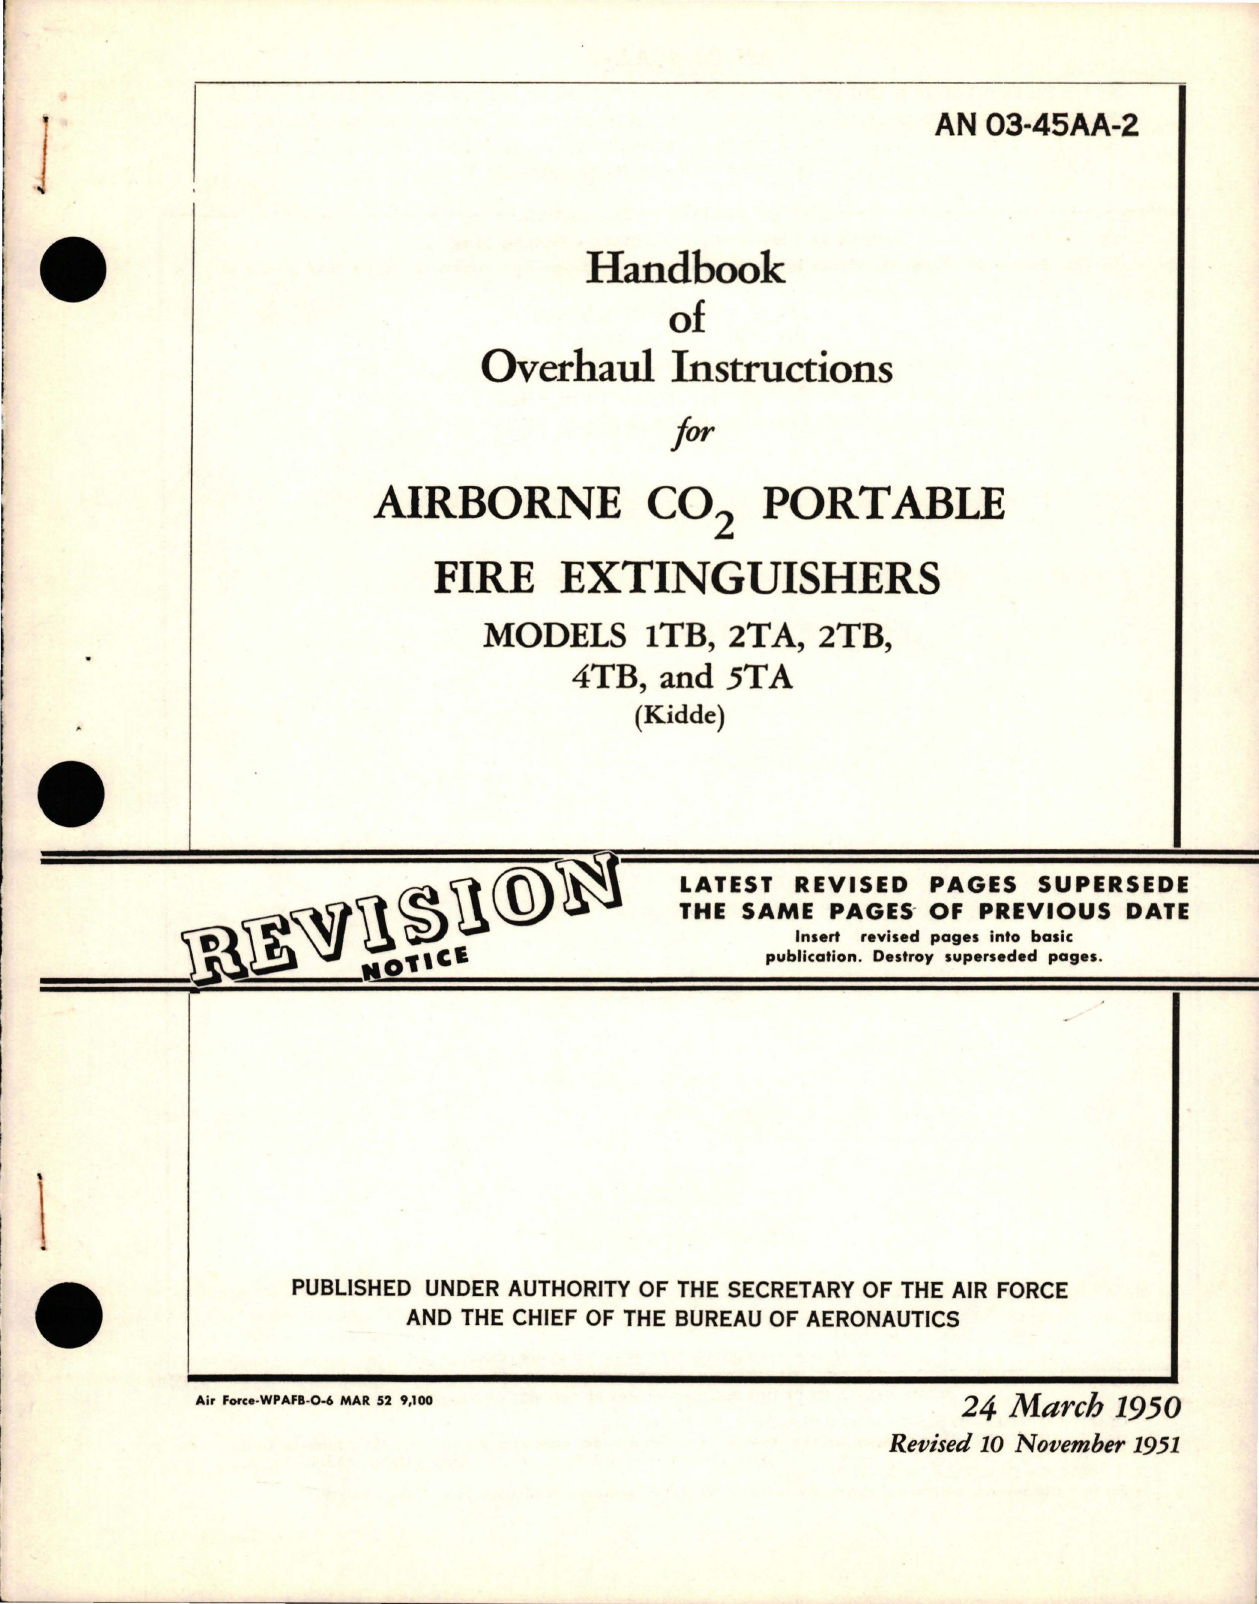 AN 03-45AA-2
Handbook
of
Overhaul Instructions
for
AIRBORNE CO₂ PORTABLE
FIRE EXTINGUISHERS
MODELS 1TB, 2TA, 2TB,
4TB, and 5TA
(Kidde)
REVISION
NOTICE
LATEST REVISED PAGES SUPERSEDE
THE SAME PAGES OF PREVIOUS DATE
Insert revised pages into basic
publication. Destroy superseded pages.
PUBLISHED UNDER AUTHORITY OF THE SECRETARY OF THE AIR FORCE
AND THE CHIEF OF THE BUREAU OF AERONAUTICS
Air Force-WPAFB-O-6 MAR 52 9,100
24 March 1950
Revised 10 November 1951